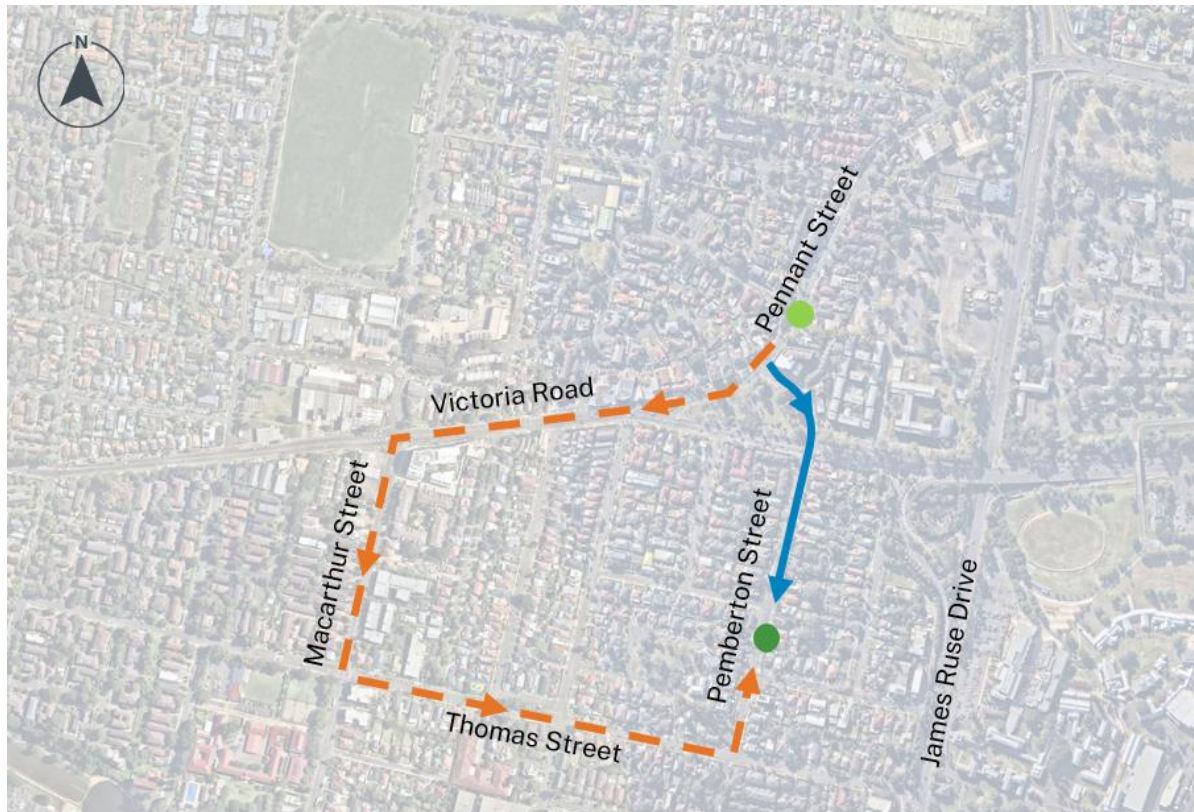 N
Pennant Street
Victoria Road
Macarthur Street
Pemberton Street
James Ruse Drive
Thomas Street